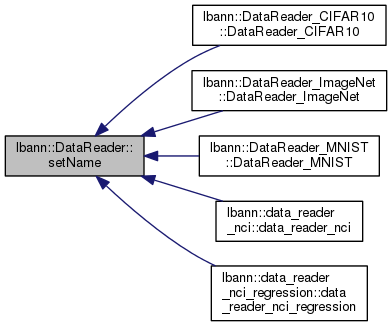 lbann::DataReader_CIFAR10
::DataReader_CIFAR10
lbann::DataReader_ImageNet
::DataReader_ImageNet
lbann::DataReader::
setName
lbann::DataReader_MNIST
::DataReader_MNIST
lbann::data_reader
_nci::data_reader_nci
lbann::data_reader
_nci_regression::data
_reader_nci_regression